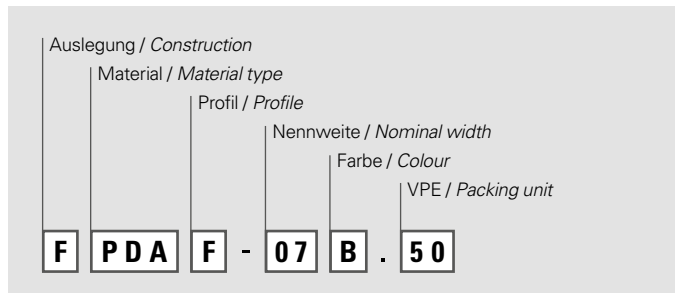 Auslegung / Construction
Material / Material type
Profil / Profile
Nennweite / Nominal width
Farbe / Colour
VPE / Packing unit
F PDA F - 07 B . 50